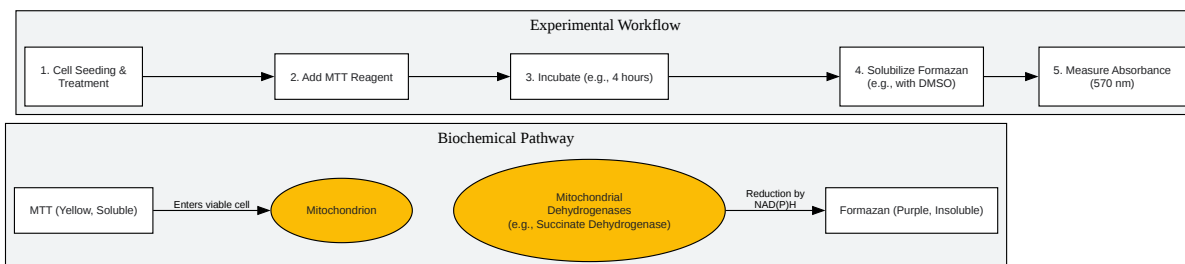 Experimental Workflow
1. Cell Seeding &
Treatment
2. Add MTT Reagent
3. Incubate (e.g., 4 hours)
4. Solubilize Formazan
(e.g., with DMSO)
5. Measure Absorbance
(570 nm)
Biochemical Pathway
MTT (Yellow, Soluble)
Enters viable cell
Mitochondrion
Mitochondrial
Dehydrogenases
(e.g., Succinate Dehydrogenase)
Reduction by
NAD(P)H
Formazan (Purple, Insoluble)